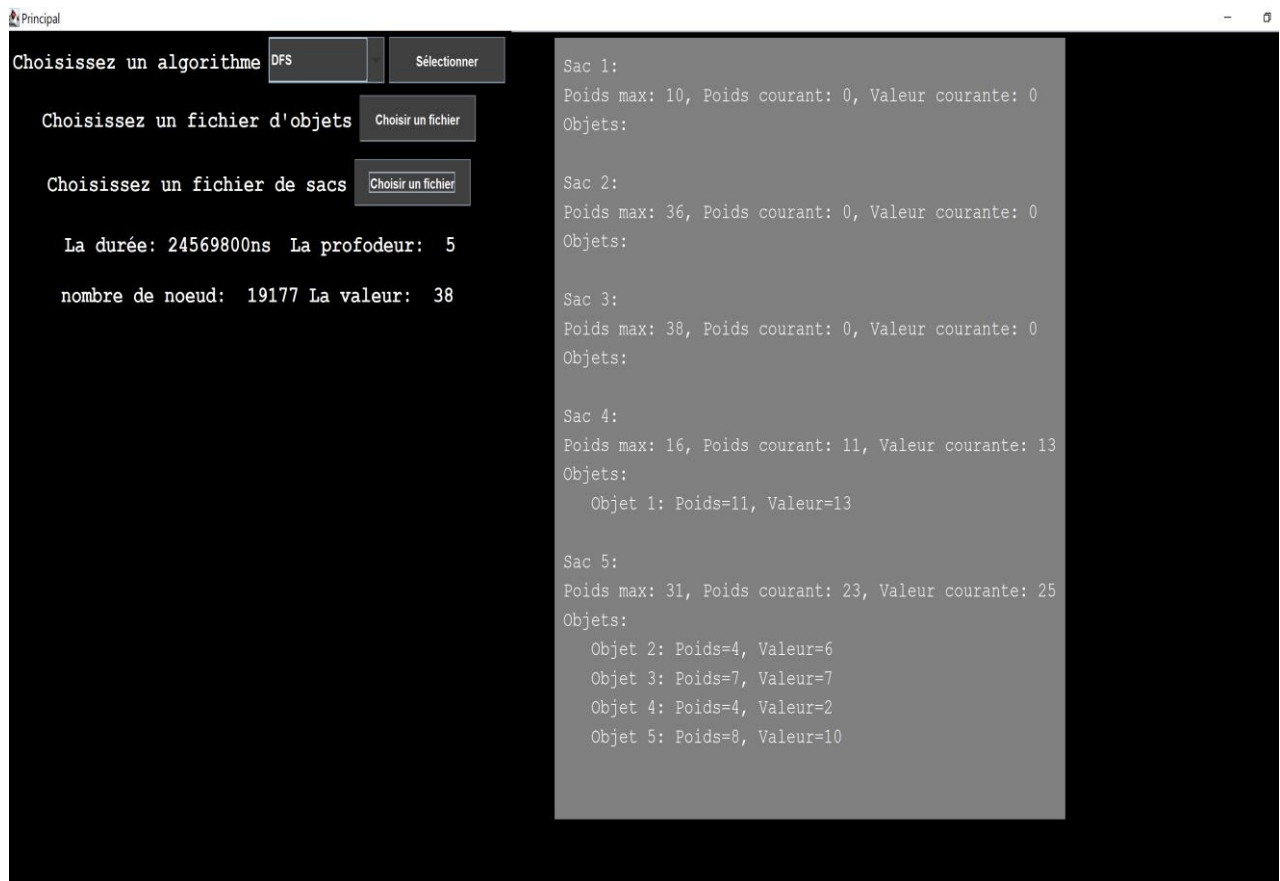 Principal
Choisissez un algorithme DFS Sélectionner
Choisissez un fichier d'objets Choisir un fichier
Choisissez un fichier de sacs Choisir un fichier
La durée: 24569800ns La profodeur: 5
nombre de noeud: 19177 La valeur: 38
Sac 1:
Poids max: 10, Poids courant: 0, Valeur courante: 0
Objets:
Sac 2:
Poids max: 36, Poids courant: 0, Valeur courante: 0
Objets:
Sac 3:
Poids max: 38, Poids courant: 0, Valeur courante: 0
Objets:
Sac 4:
Poids max: 16, Poids courant: 11, Valeur courante: 13
Objets:
Objet 1: Poids=11, Valeur=13
Sac 5:
Poids max: 31, Poids courant: 23, Valeur courante: 25
Objets:
Objet 2: Poids=4, Valeur=6
Objet 3: Poids=7, Valeur=7
Objet 4: Poids=4, Valeur=2
Objet 5: Poids=8, Valeur=10